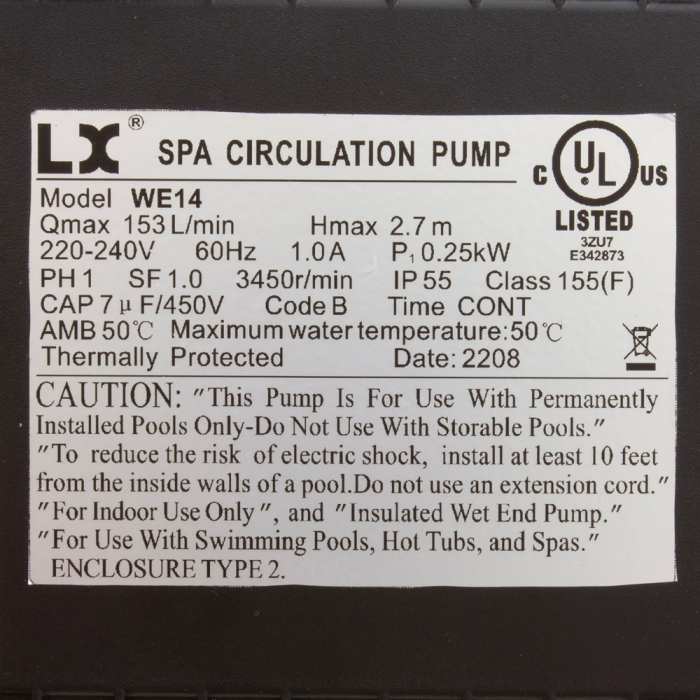 LX® SPA CIRCULATION PUMP
C UL US
LISTED
3ZU7
E342873
Model WE14
Qmax 153 L/min Hmax 2.7 m
220-240V 60Hz 1.0 A P₁ 0.25kW
PH 1 SF 1.0 3450r/min IP 55 Class 155(F)
CAP 7 μ F/450V Code B Time CONT
AMB 50℃ Maximum water temperature:50℃
Thermally Protected Date: 2208
CAUTION: "This Pump Is For Use With Permanently
Installed Pools Only-Do Not Use With Storable Pools."
"To reduce the risk of electric shock, install at least 10 feet
from the inside walls of a pool.Do not use an extension cord."
"For Indoor Use Only", and "Insulated Wet End Pump."
"For Use With Swimming Pools, Hot Tubs, and Spas."
ENCLOSURE TYPE 2.